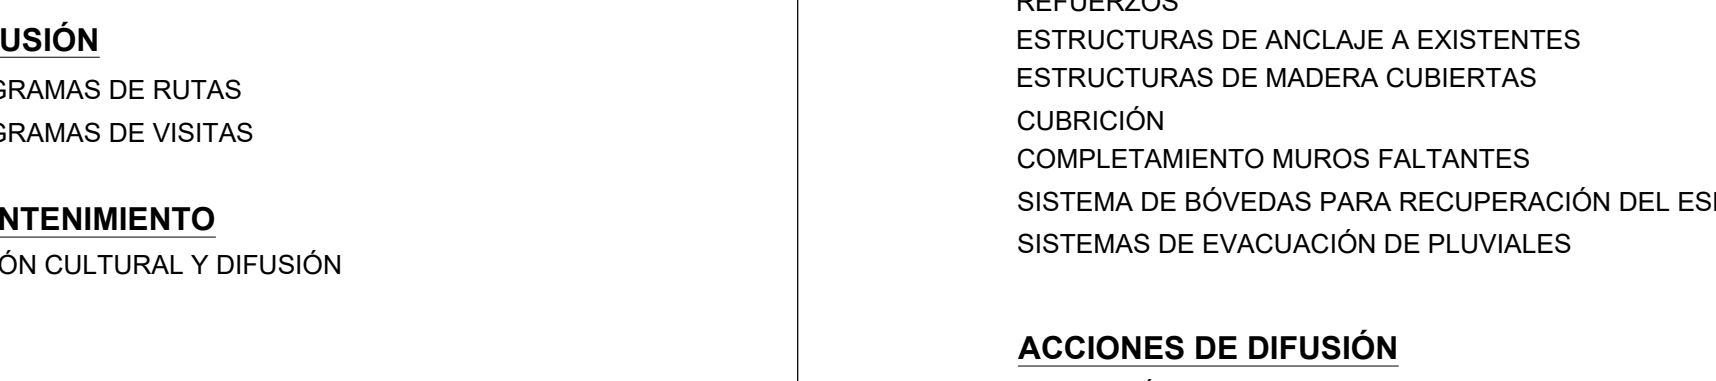 USIÓN
GRAMAS DE RUTAS
GRAMAS DE VISITAS
NTENIMIENTO
ÓN CULTURAL Y DIFUSIÓN
REFUERZOS
ESTRUCTURAS DE ANCLAJE A EXISTENTES
ESTRUCTURAS DE MADERA CUBIERTAS
CUBRICIÓN
COMPLETAMIENTO MUROS FALTANTES
SISTEMA DE BÓVEDAS PARA RECUPERACIÓN DEL ES
SISTEMAS DE EVACUACIÓN DE PLUVIALES
ACCIONES DE DIFUSIÓN